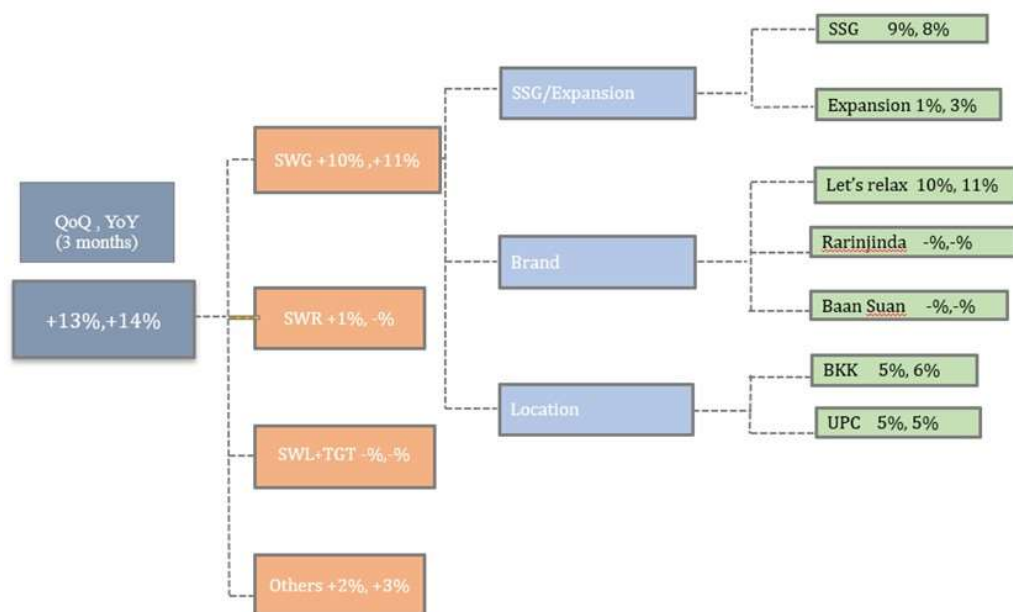 QoQ , YoY
(3 months)
+13%,+14%
SWG +10% ,+11%
SWR +1%, -%
SWL+TGT -%,-%
Others +2%, +3%
SSG/Expansion
Brand
Location
SSG 9%, 8%
Expansion 1%, 3%
Let's relax 10%, 11%
Rarinjinda -%,-%
Baan Suan -%,-%
BKK 5%, 6%
UPC 5%, 5%